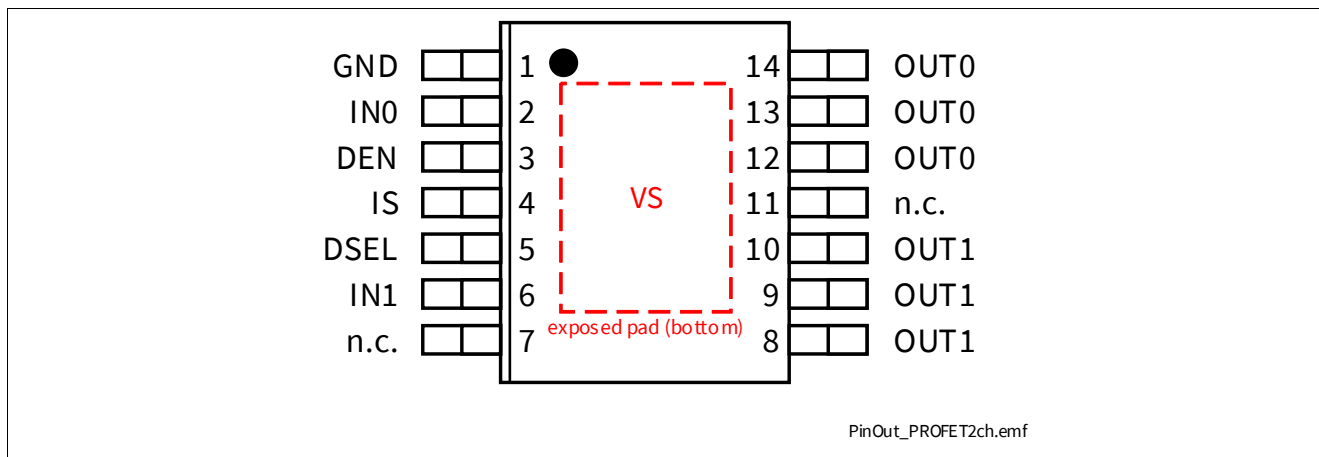 GND 1 14 OUT0
IN0 2 13 OUT0
DEN 3 12 OUT0
IS 4 VS 11 n.c.
DSEL 5 10 OUT1
IN1 6 9 OUT1
exposed pad (bottom)
n.c. 7 8 OUT1
PinOut_PROFET2ch.emf